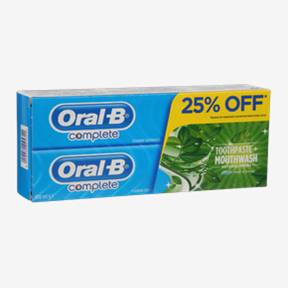 Oral-B
complete
25% OFF*
Oral-B
complete
TOOTHPASTE +
MOUTHWASH